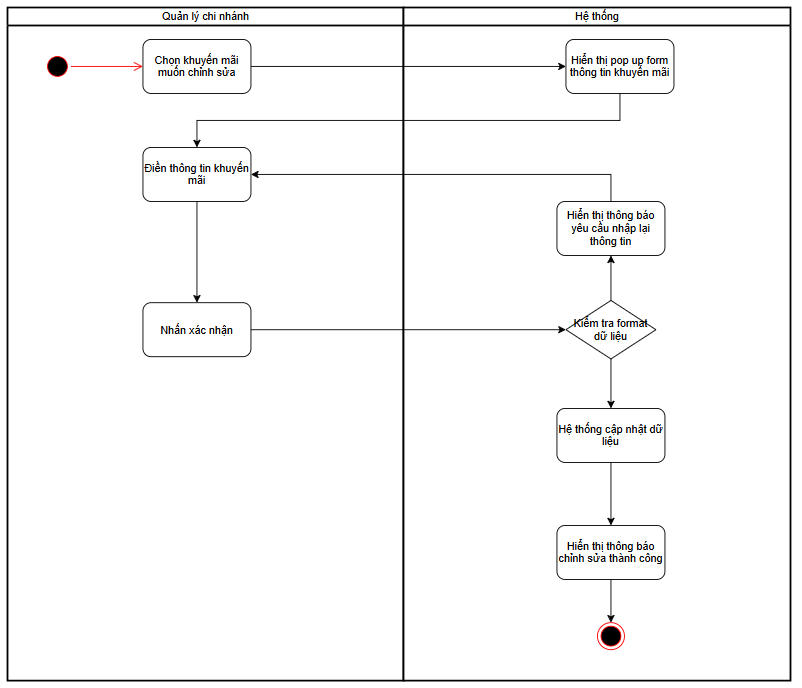 Quản lý chi nhánh
Hệ thống
Chọn khuyến mãi
muốn chỉnh sửa
Hiển thị pop up form
thông tin khuyến mãi
Điền thông tin khuyến
mãi
Hiển thị thông báo
yêu cầu nhập lại
thông tin
Nhấn xác nhận
Kiểm tra format
dữ liệu
Hệ thống cập nhật dữ
liệu
Hiển thị thông báo
chỉnh sửa thành công